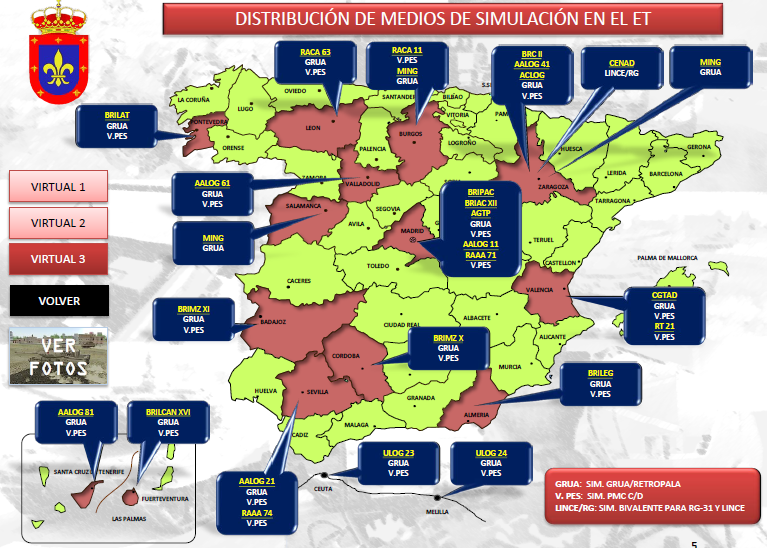 DISTRIBUCIÓN DE MEDIOS DE SIMULACIÓN EN EL ET
RACA 63
GRUA
V.PES
RACA 11
V.PES
MING
GRUA
BRC II
AALOG 41
ACLOG
GRUA
V.PES
CENAD
LINCE/RG
MING
GRUA
BRILAT
GRUA
V.PES
AALOG 61
GRUA
V.PES
MING
GRUA
BRIPAC
BRIAC XII
AGTP
GRUA
V.PES
AALOG 11
RAAA 71
V.PES
CGTAD
GRUA
V.PES
RT 21
V.PES
BRIMZ XI
GRUA
V.PES
BRIMZ X
GRUA
V.PES
BRILEG
GRUA
V.PES
AALOG 81
GRUA
V.PES
BRILCAN XVI
GRUA
V.PES
AALOG 21
GRUA
V.PES
RAAA 74
V.PES
ULOG 23
GRUA
V.PES
ULOG 24
GRUA
V.PES
VIRTUAL 1
VIRTUAL 2
VIRTUAL 3
VOLVER
VER
FOTOS
LA CORUÑA
LUGO
OVIEDO
SANTANDER
BILBAO
VITORIA
PONTEVEDRA
ORENSE
LEON
PALENCIA
BURGOS
LOGROÑO
HUESCA
LERIDA
GERONA
BARCELONA
TARRAGONA
ZARAGOZA
ZAMORA
VALLADOLID
SALAMANCA
SEGOVIA
AVILA
MADRID
TERUEL
TOLEDO
CASTELLON
PALMA DE MALLORCA
CACERES
VALENCIA
BADAJOZ
CIUDAD REAL
ALBACETE
ALICANTE
CORDOBA
MURCIA
HUELVA
SEVILLA
GRANADA
ALMERIA
CADIZ
MALAGA
CEUTA
MELILLA
SANTA CRUZ TENERIFE
FUERTEVENTURA
LAS PALMAS
GRUA: SIM. GRUA/RETROPALA
V. PES: SIM. PMC C/D
LINCE/RG: SIM. BIVALENTE PARA RG-31 Y LINCE
5